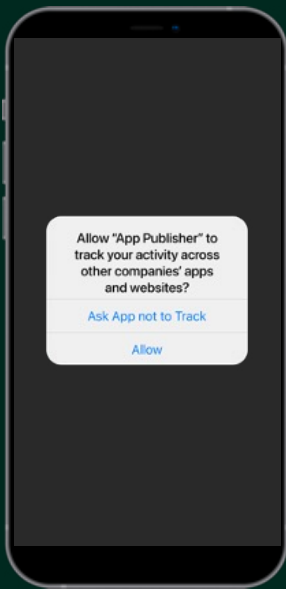 Allow “App Publisher” to
track your activity across
other companies’ apps
and websites?
Ask App not to Track
Allow